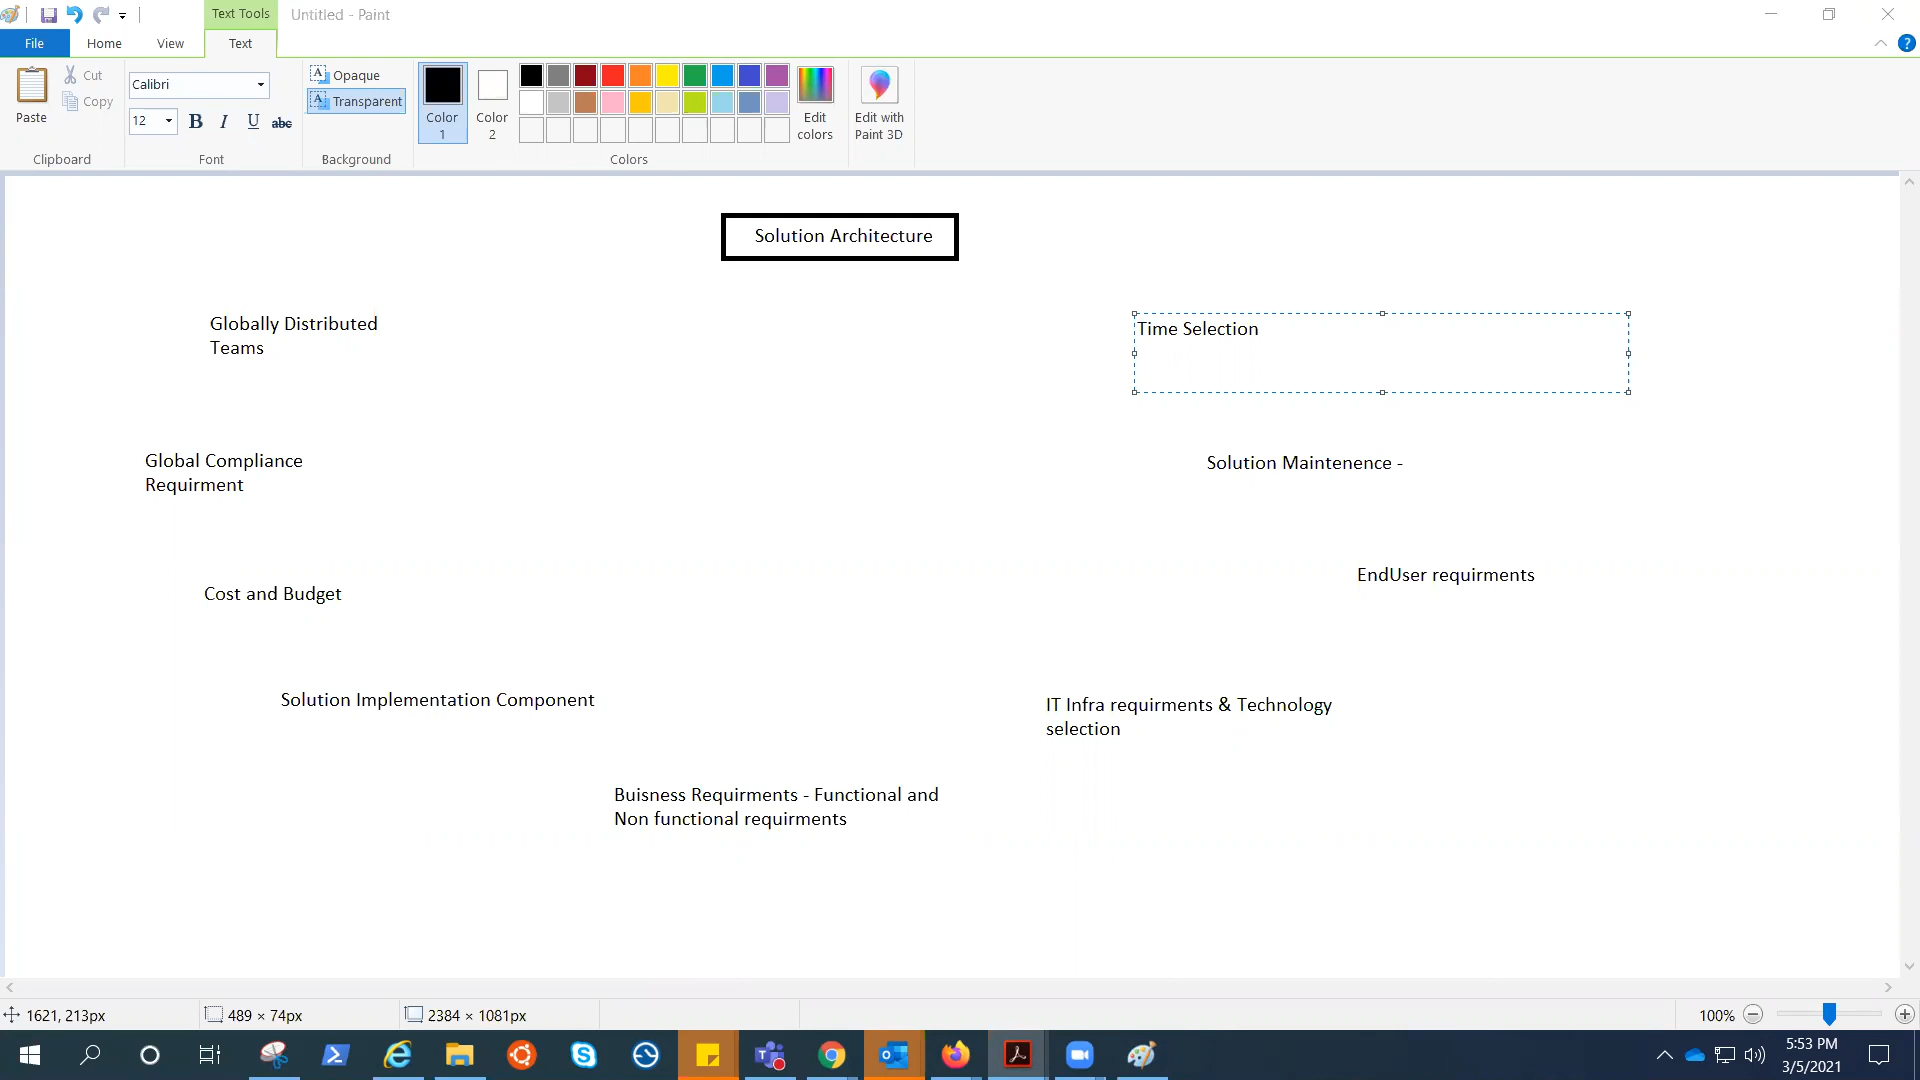 Text Tools
Untitled - Paint
File
Home
View
Text
?
Paste
Cut
Copy
Clipboard
Calibri
12
B I U abc
Font
A Opaque
A Transparent
Background
Color 1
Color 2
Colors
Edit colors
Edit with Paint 3D
Solution Architecture
Globally Distributed
Teams
Time Selection
Global Compliance
Requirment
Solution Maintenence -
EndUser requirments
Cost and Budget
Solution Implementation Component
IT Infra requirments & Technology
selection
Buisness Requirments - Functional and
Non functional requirments
1621, 213px
489 × 74px
2384 × 1081px
100%
5:53 PM
3/5/2021